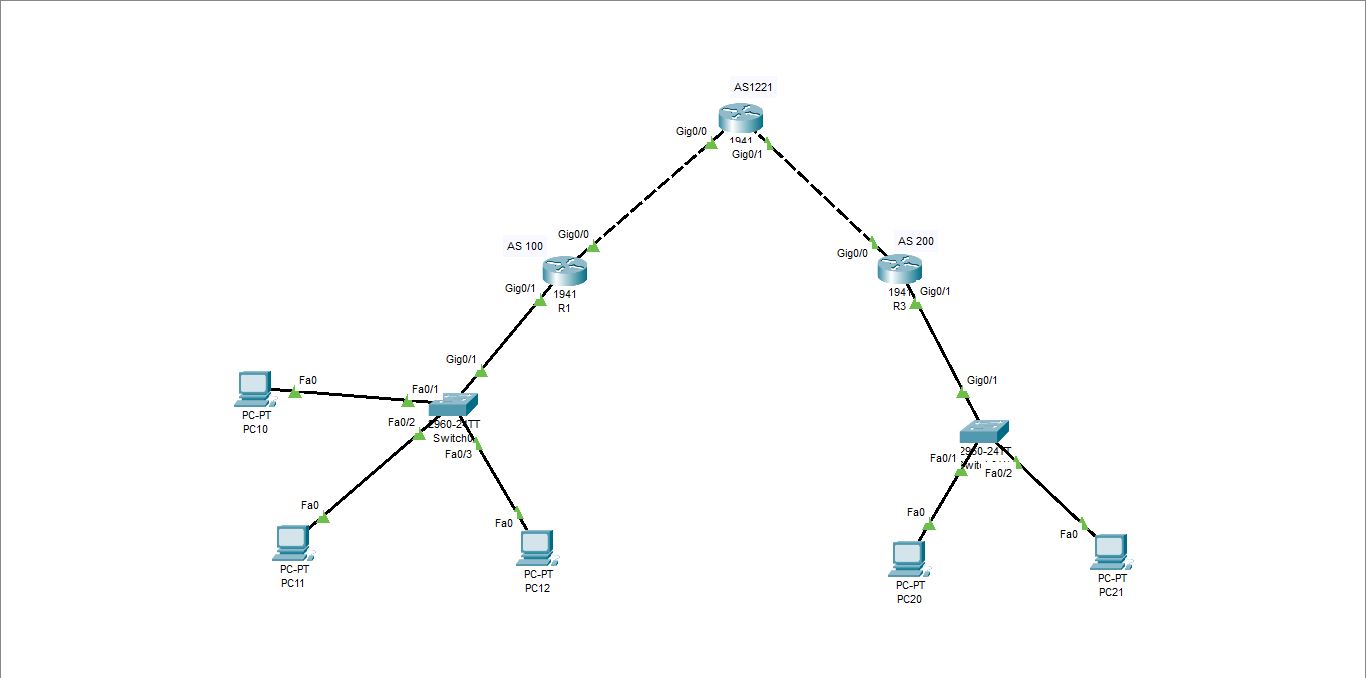 AS1221
Gig0/0
1941
Gig0/1
Gig0/0
AS 100
AS 200
Gig0/0
Gig0/1
1941
R1
1941
Gig0/1
R3
Gig0/1
Gig0/1
Fa0
Fa0/1
PC-PT
PC10
Fa0/2
2960-24TT
Switch0
Fa0/3
2960-24TT
Fa0/1
Fa0/2
Fa0
Fa0
Fa0
Fa0
PC-PT
PC11
PC-PT
PC12
PC-PT
PC20
PC-PT
PC21